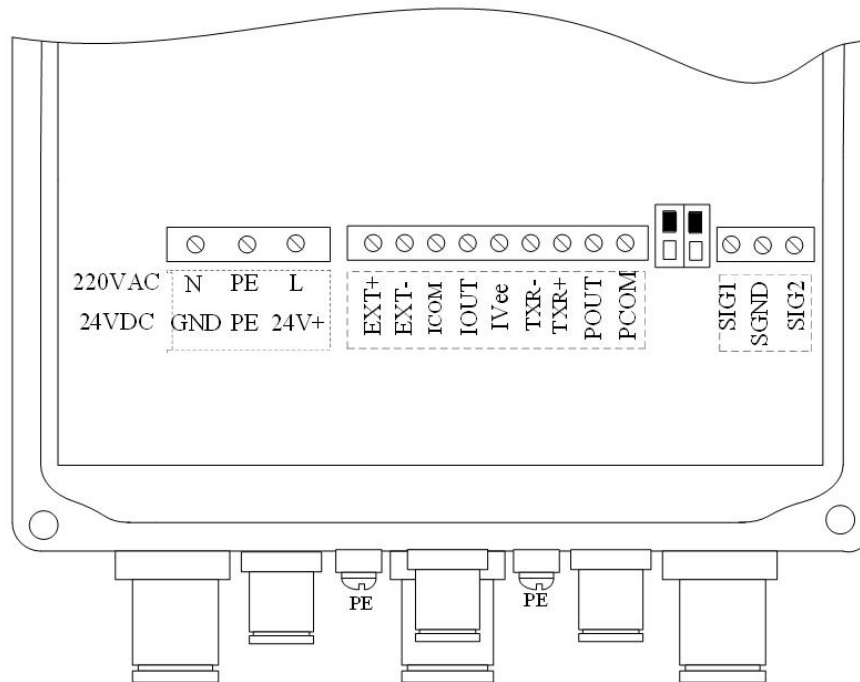 220VAC N PE L
24VDC GND PE 24V+
EXT+
EXT-
ICOM
IOUT
IVee
TXR-
TXR+
POUT
PCOM
SIG1
SGND
SIG2
PE
PE